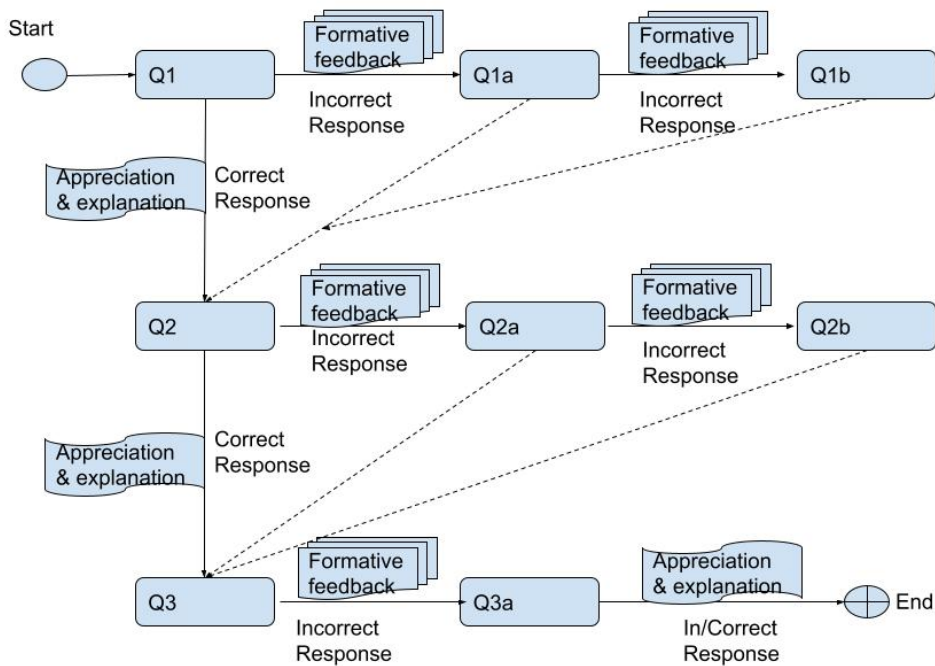 Start
Q1
Formative
feedback
Incorrect
Response
Q1a
Formative
feedback
Incorrect
Response
Q1b
Appreciation
& explanation
Correct
Response
Q2
Formative
feedback
Incorrect
Response
Q2a
Formative
feedback
Incorrect
Response
Q2b
Appreciation
& explanation
Correct
Response
Q3
Formative
feedback
Incorrect
Response
Q3a
Appreciation
& explanation
In/Correct
Response
End